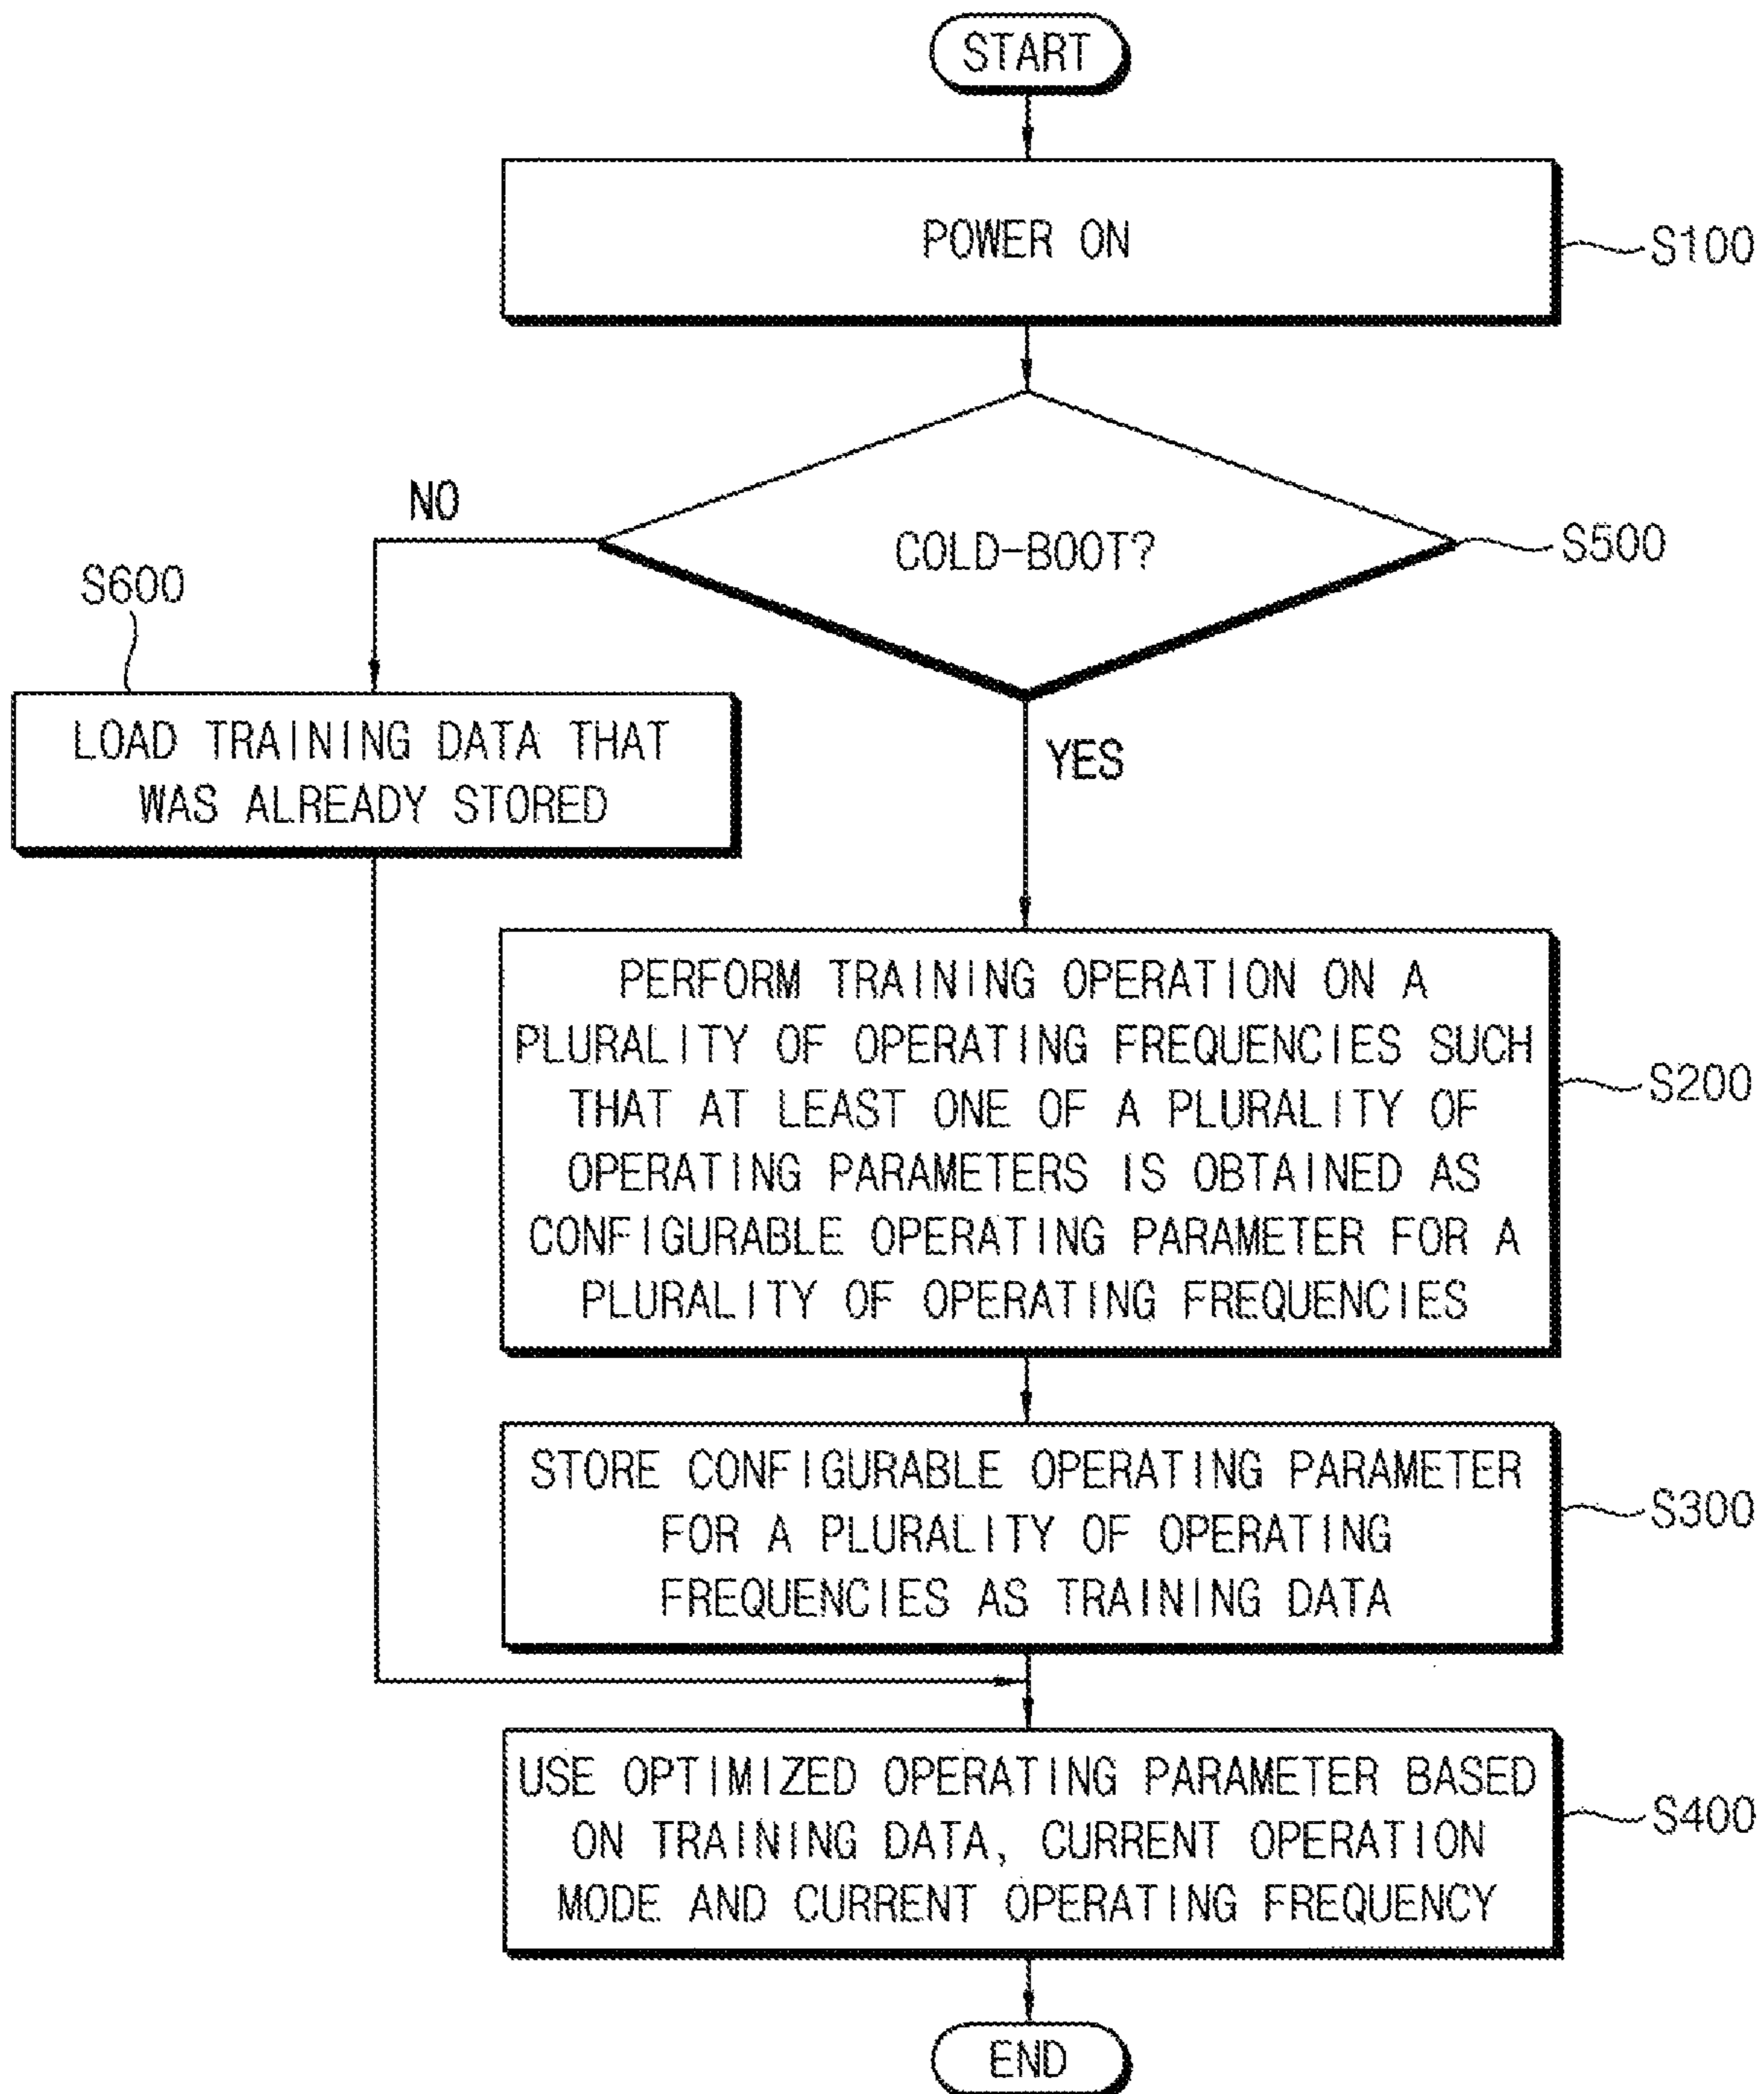 START
POWER ON
S100
NO
COLD-BOOT?
S500
S600
LOAD TRAINING DATA THAT
WAS ALREADY STORED
YES
PERFORM TRAINING OPERATION ON A
PLURALITY OF OPERATING FREQUENCIES SUCH
THAT AT LEAST ONE OF A PLURALITY OF
OPERATING PARAMETERS IS OBTAINED AS
CONFIGURABLE OPERATING PARAMETER FOR A
PLURALITY OF OPERATING FREQUENCIES
S200
STORE CONFIGURABLE OPERATING PARAMETER
FOR A PLURALITY OF OPERATING
FREQUENCIES AS TRAINING DATA
S300
USE OPTIMIZED OPERATING PARAMETER BASED
ON TRAINING DATA, CURRENT OPERATION
MODE AND CURRENT OPERATING FREQUENCY
S400
END